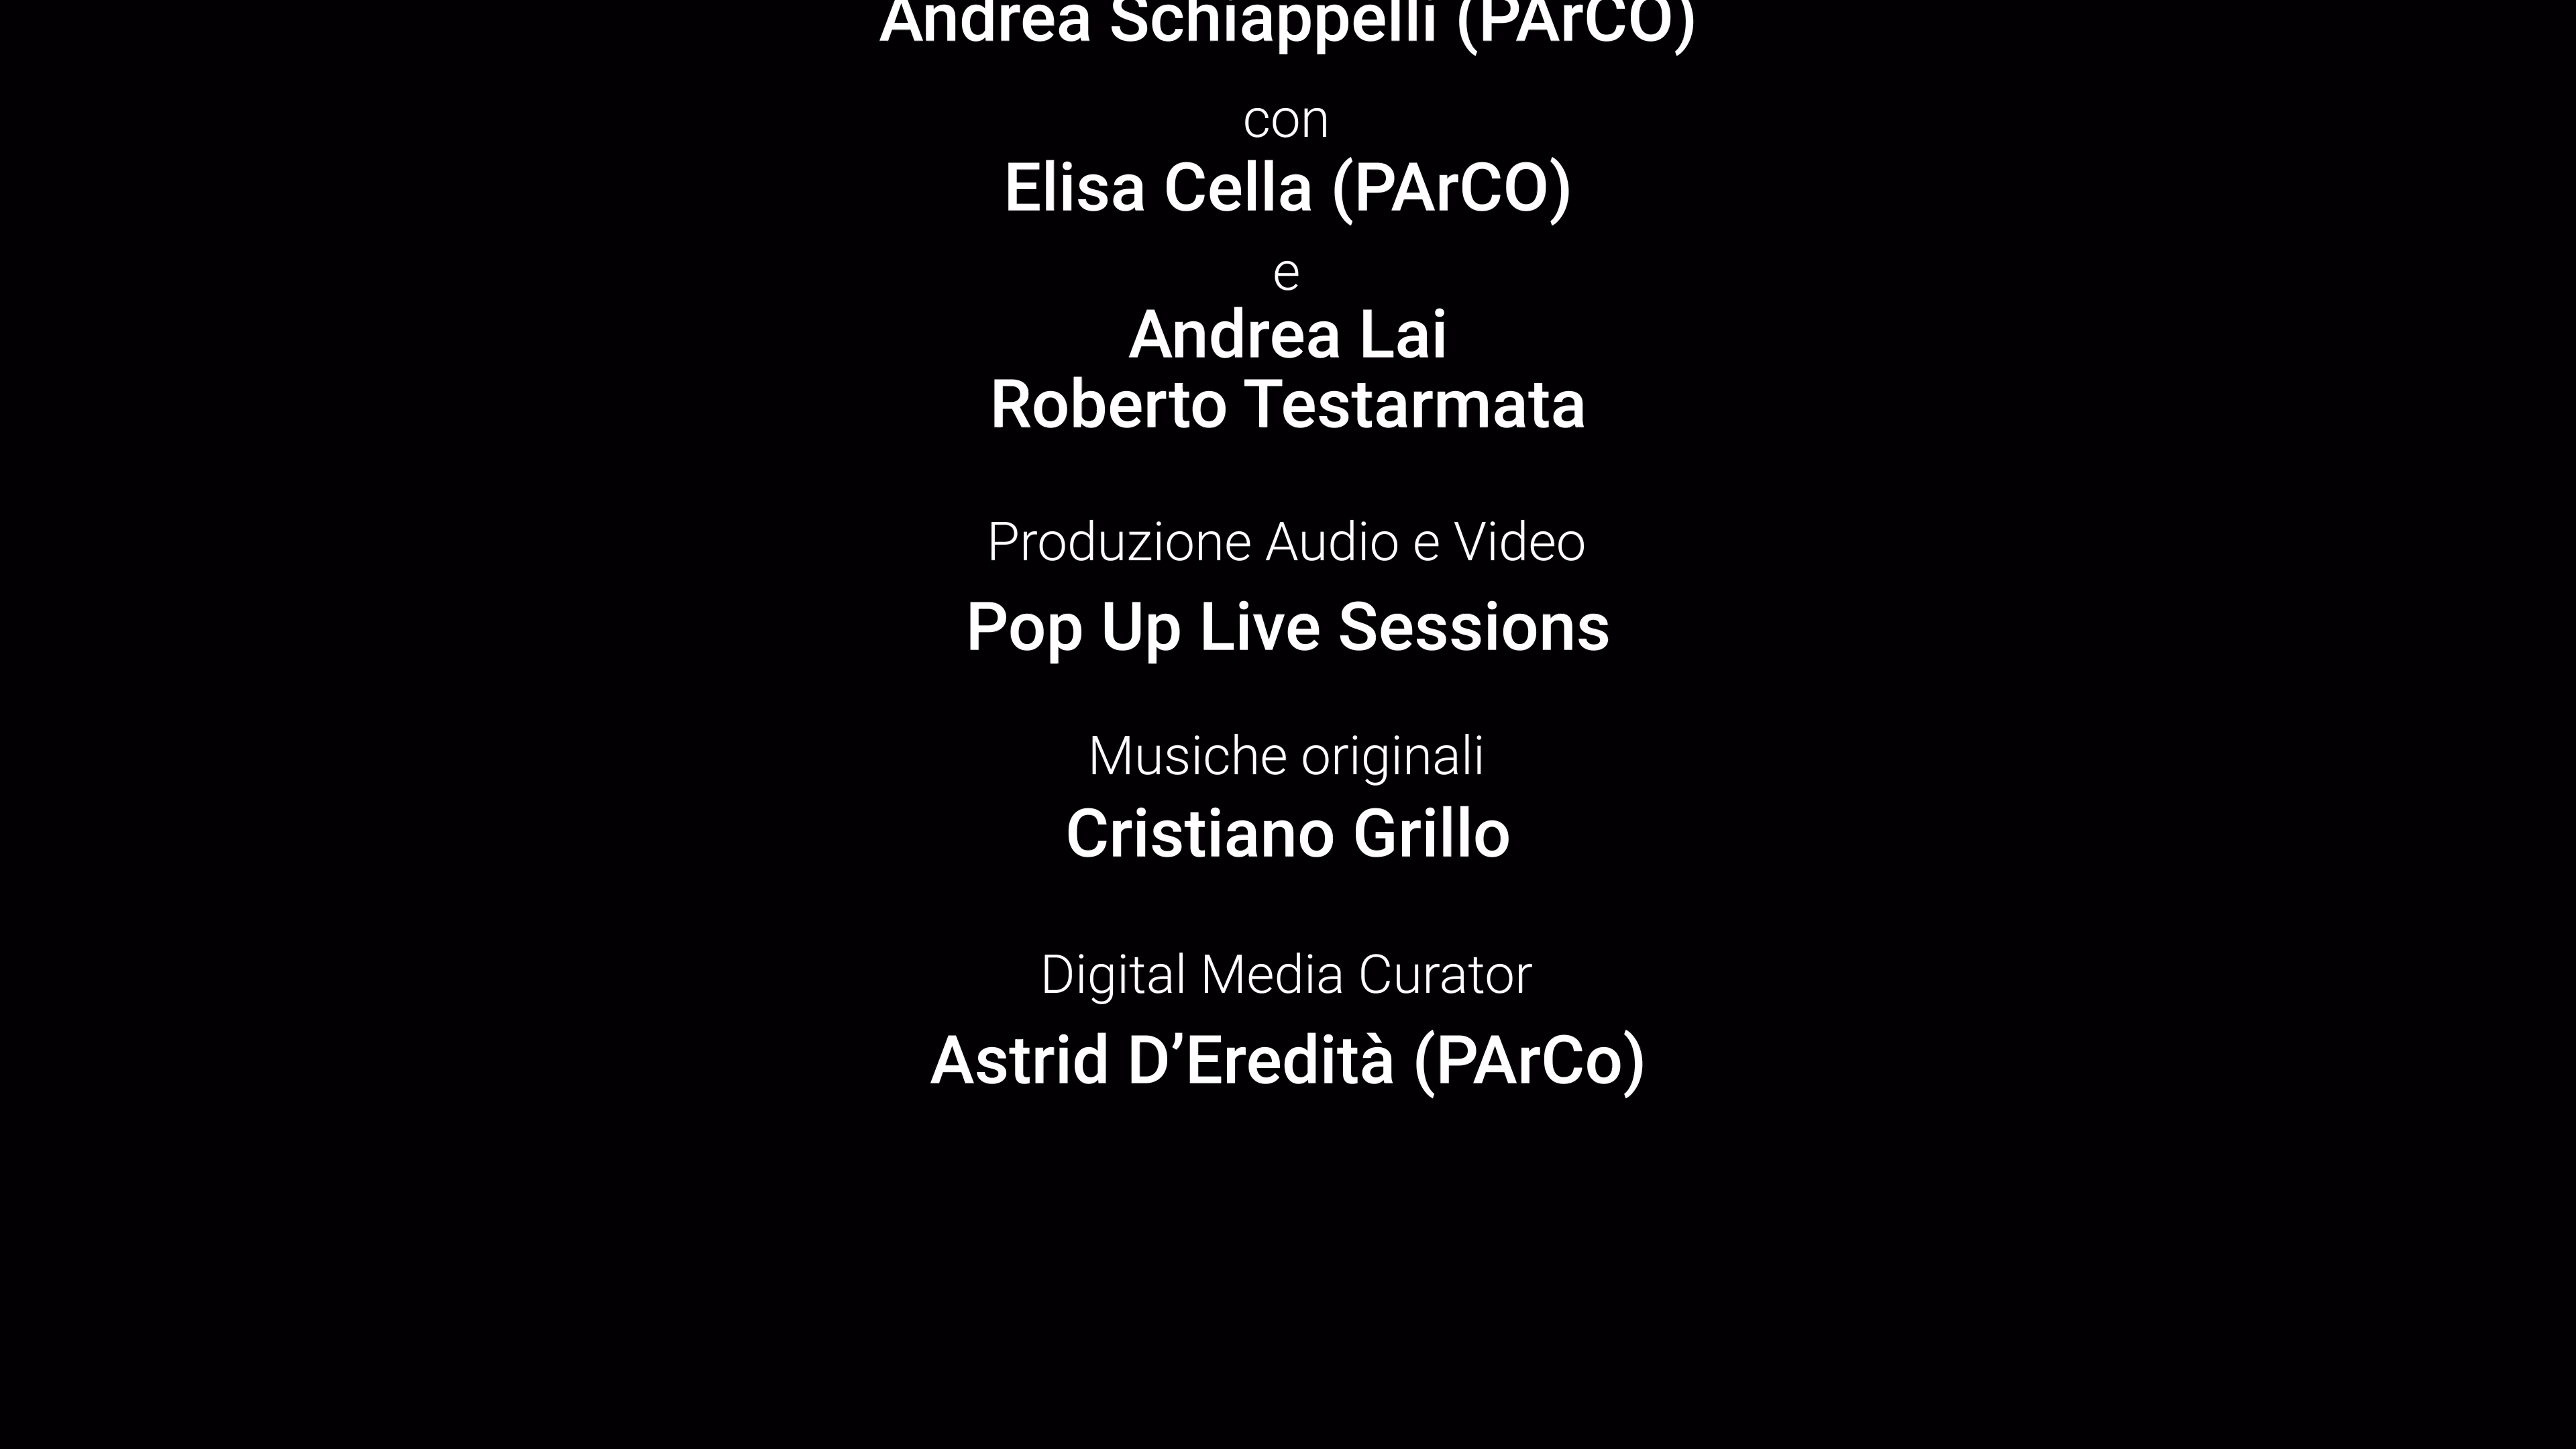 Andrea Schiappelli (PArCO)
con
Elisa Cella (PArCO)
e
Andrea Lai
Roberto Testarmata
Produzione Audio e Video
Pop Up Live Sessions
Musiche originali
Cristiano Grillo
Digital Media Curator
Astrid D’Eredità (PArCo)